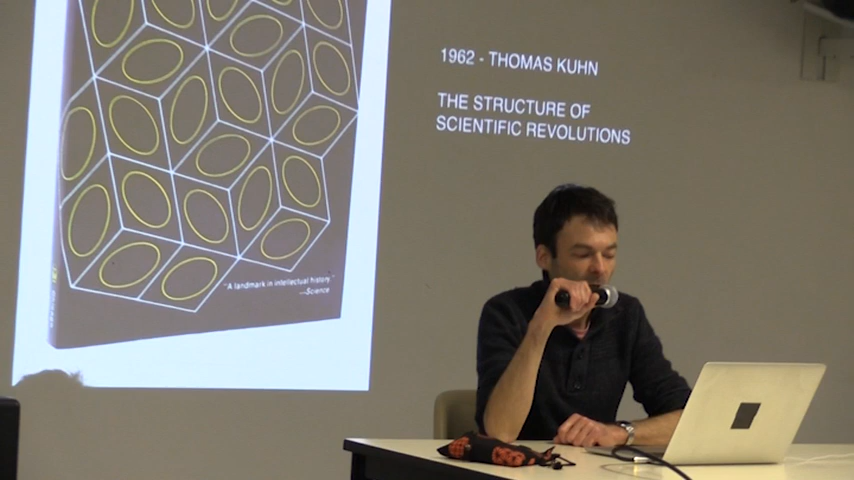 1962 - THOMAS KUHN
THE STRUCTURE OF
SCIENTIFIC REVOLUTIONS
"A landmark in intellectual history."
—Science